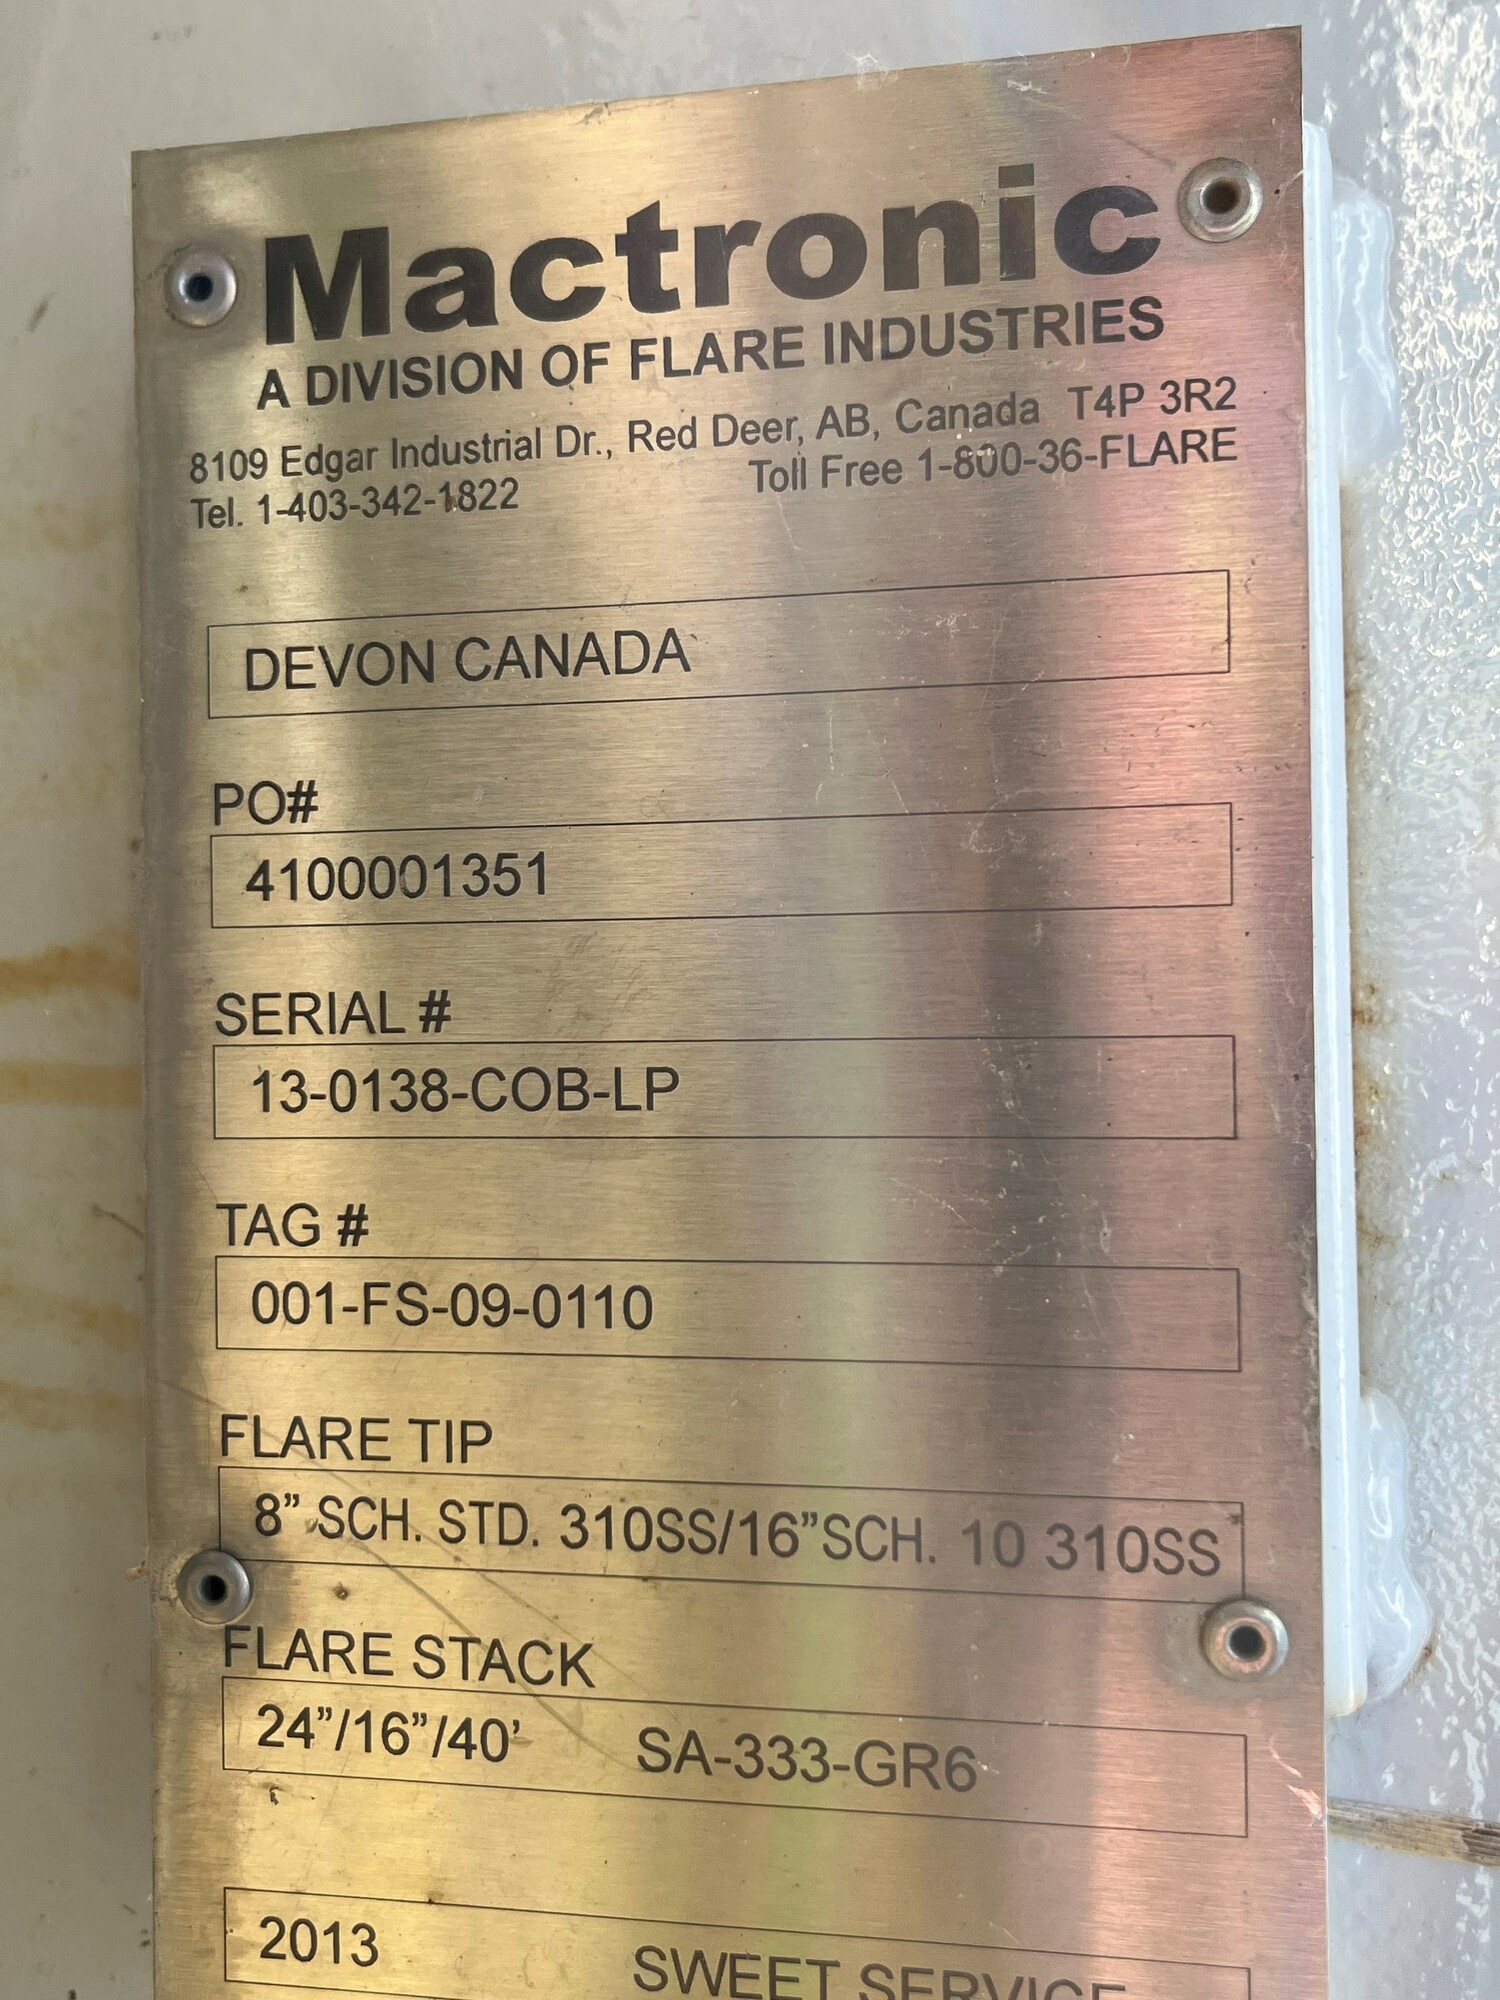 Mactronic
A DIVISION OF FLARE INDUSTRIES
8109 Edgar Industrial Dr., Red Deer, AB, Canada T4P 3R2
Tel. 1-403-342-1822 Toll Free 1-800-36-FLARE
DEVON CANADA
PO#
4100001351
SERIAL #
13-0138-COB-LP
TAG #
001-FS-09-0110
FLARE TIP
8” SCH. STD. 310SS/16”SCH. 10 310SS
FLARE STACK
24”/16”/40’ SA-333-GR6
2013 SWEET SERVICE